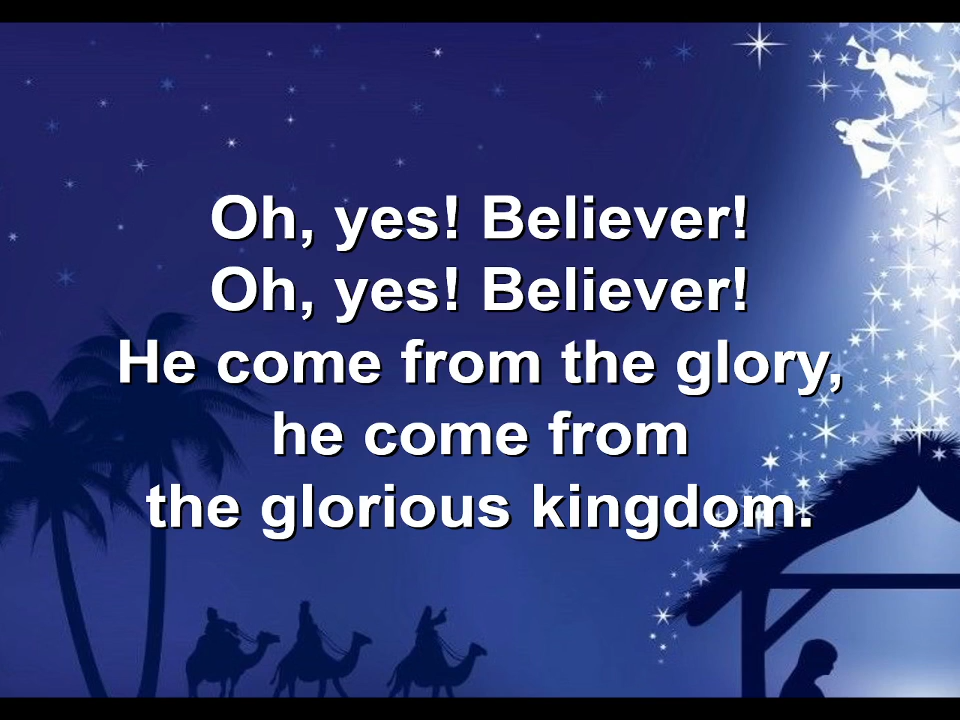 Oh, yes! Believer!
Oh, yes! Believer!
He come from the glory,
he come from
the glorious kingdom.